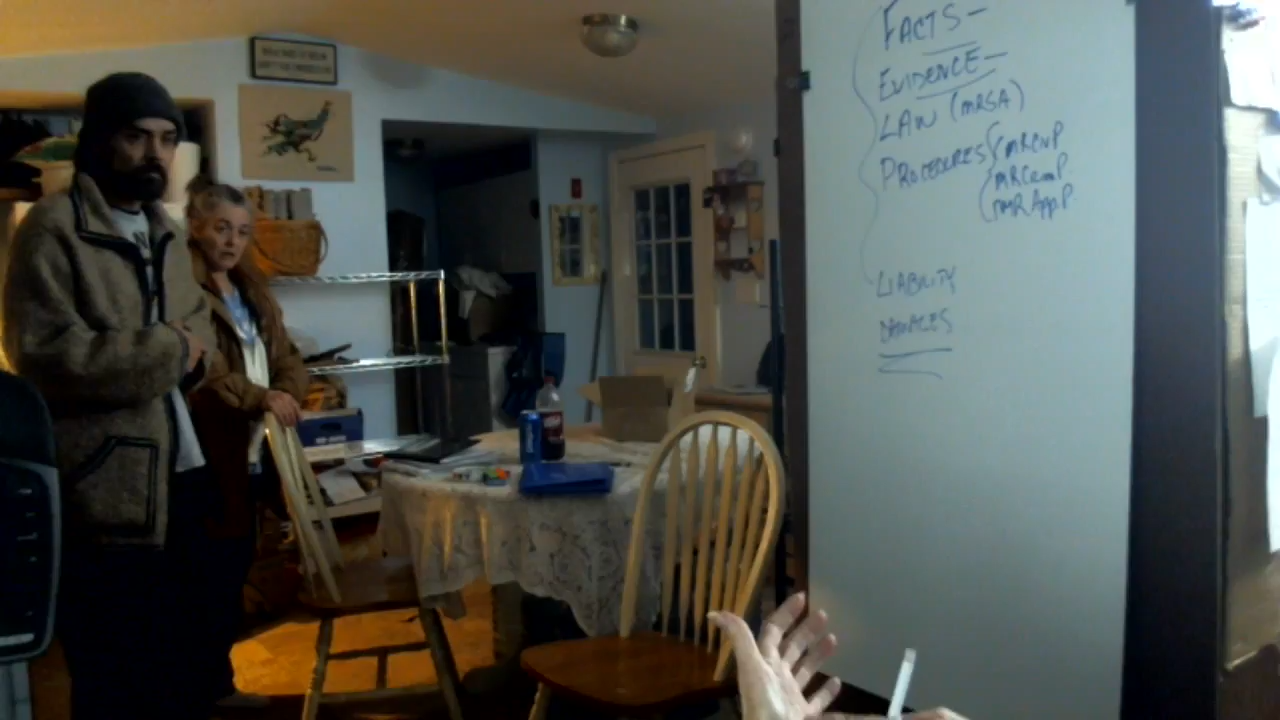 FACTS -
EVIDENCE -
LAW (MRSA)
PROCEDURES { MRCivP
{ MRCrimP.
( MR App. P.
LIABILITY
DAMAGES